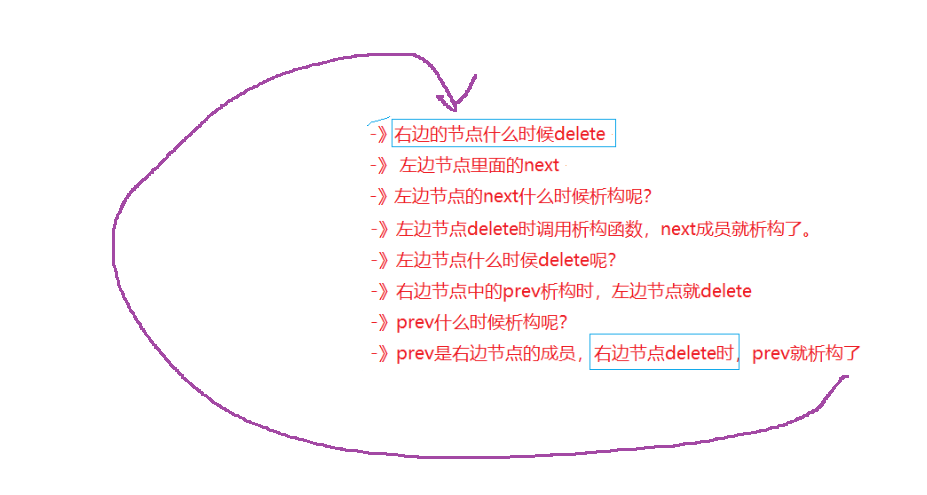 -》右边的节点什么时候delete
-》 左边节点里面的next
-》左边节点的next什么时候析构呢?
-》左边节点delete时调用析构函数，next成员就析构了。
-》左边节点什么时侯delete呢?
-》右边节点中的prev析构时，左边节点就delete
-》prev什么时候析构呢?
-》prev是右边节点的成员，右边节点delete时，prev就析构了